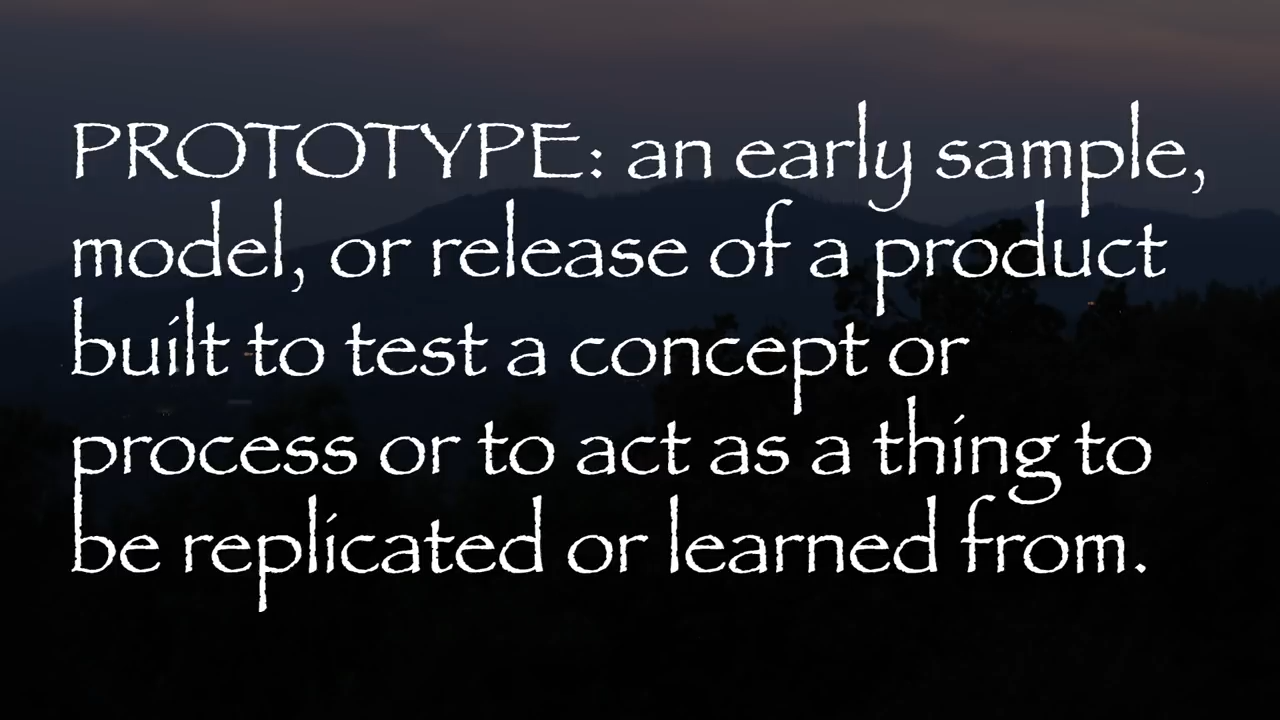 PROTOTYPE: an early sample,
model, or release of a product
built to test a concept or
process or to act as a thing to
be replicated or learned from.